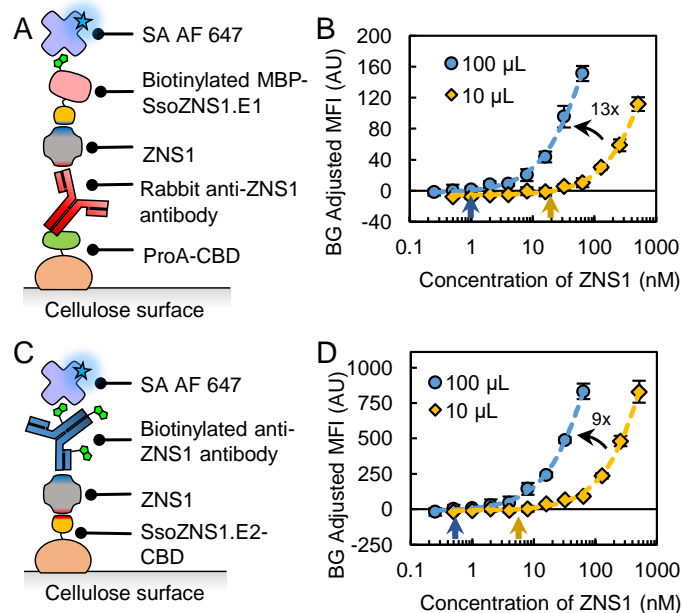 A
SA AF 647
Biotinylated MBP-
SsoZNS1.E1
ZNS1
Rabbit anti-ZNS1
antibody
ProA-CBD
Cellulose surface
B
BG Adjusted MFI (AU)
200
160
120
80
40
0
-40
100 µL
10 µL
13x
0.1 1 10 100 1000
Concentration of ZNS1 (nM)
C
SA AF 647
Biotinylated anti-
ZNS1 antibody
ZNS1
SsoZNS1.E2-
CBD
Cellulose surface
D
BG Adjusted MFI (AU)
1000
750
500
250
0
-250
100 µL
10 µL
9x
0.1 1 10 100 1000
Concentration of ZNS1 (nM)